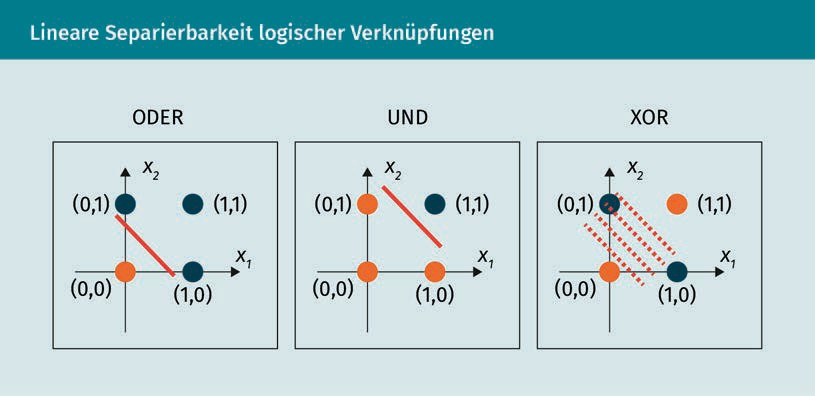 Lineare Separierbarkeit logischer Verknüpfungen
ODER
x2
(0,1)
(1,1)
x1
(0,0)
(1,0)
UND
x2
(0,1)
(1,1)
x1
(0,0)
(1,0)
XOR
x2
(0,1)
(1,1)
x1
(0,0)
(1,0)